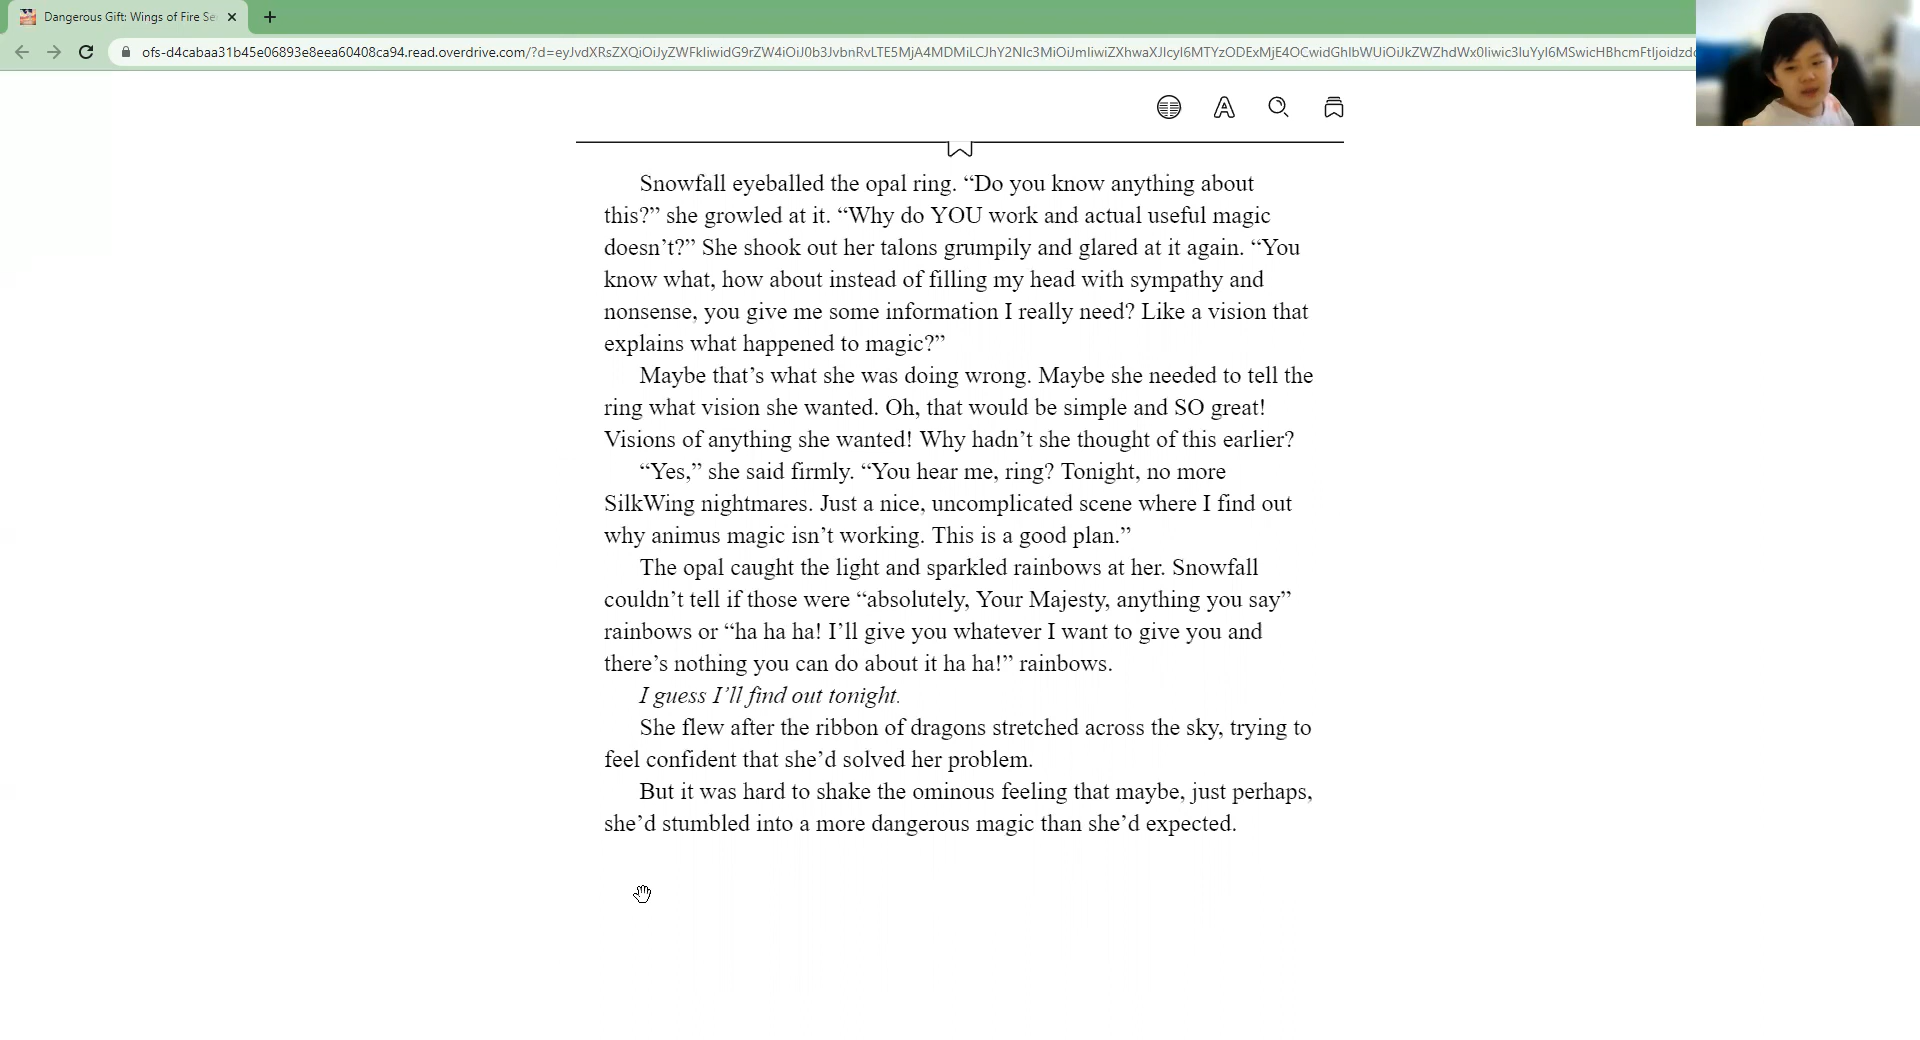 Dangerous Gift: Wings of Fire Se
Snowfall eyeballed the opal ring. “Do you know anything about
this?” she growled at it. “Why do YOU work and actual useful magic
doesn’t?” She shook out her talons grumpily and glared at it again. “You
know what, how about instead of filling my head with sympathy and
nonsense, you give me some information I really need? Like a vision that
explains what happened to magic?”
Maybe that’s what she was doing wrong. Maybe she needed to tell the
ring what vision she wanted. Oh, that would be simple and SO great!
Visions of anything she wanted! Why hadn’t she thought of this earlier?
“Yes,” she said firmly. “You hear me, ring? Tonight, no more
SilkWing nightmares. Just a nice, uncomplicated scene where I find out
why animus magic isn’t working. This is a good plan.”
The opal caught the light and sparkled rainbows at her. Snowfall
couldn’t tell if those were “absolutely, Your Majesty, anything you say”
rainbows or “ha ha ha! I’ll give you whatever I want to give you and
there’s nothing you can do about it ha ha!” rainbows.
I guess I’ll find out tonight.
She flew after the ribbon of dragons stretched across the sky, trying to
feel confident that she’d solved her problem.
But it was hard to shake the ominous feeling that maybe, just perhaps,
she’d stumbled into a more dangerous magic than she’d expected.